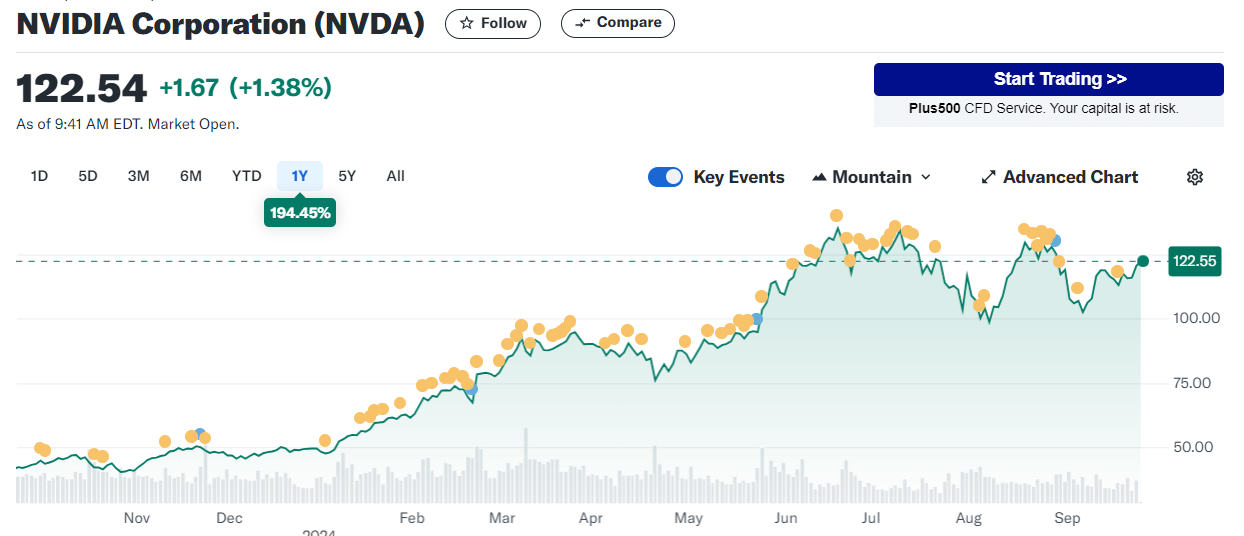 NVIDIA Corporation (NVDA)
Follow
Compare
122.54 +1.67 (+1.38%)
As of 9:41 AM EDT. Market Open.
Start Trading >>
Plus500 CFD Service. Your capital is at risk.
1D 5D 3M 6M YTD 1Y 5Y All
194.45%
Key Events
Mountain
Advanced Chart
122.55
100.00
75.00
50.00
Nov Dec Feb Mar Apr May Jun Jul Aug Sep
2024